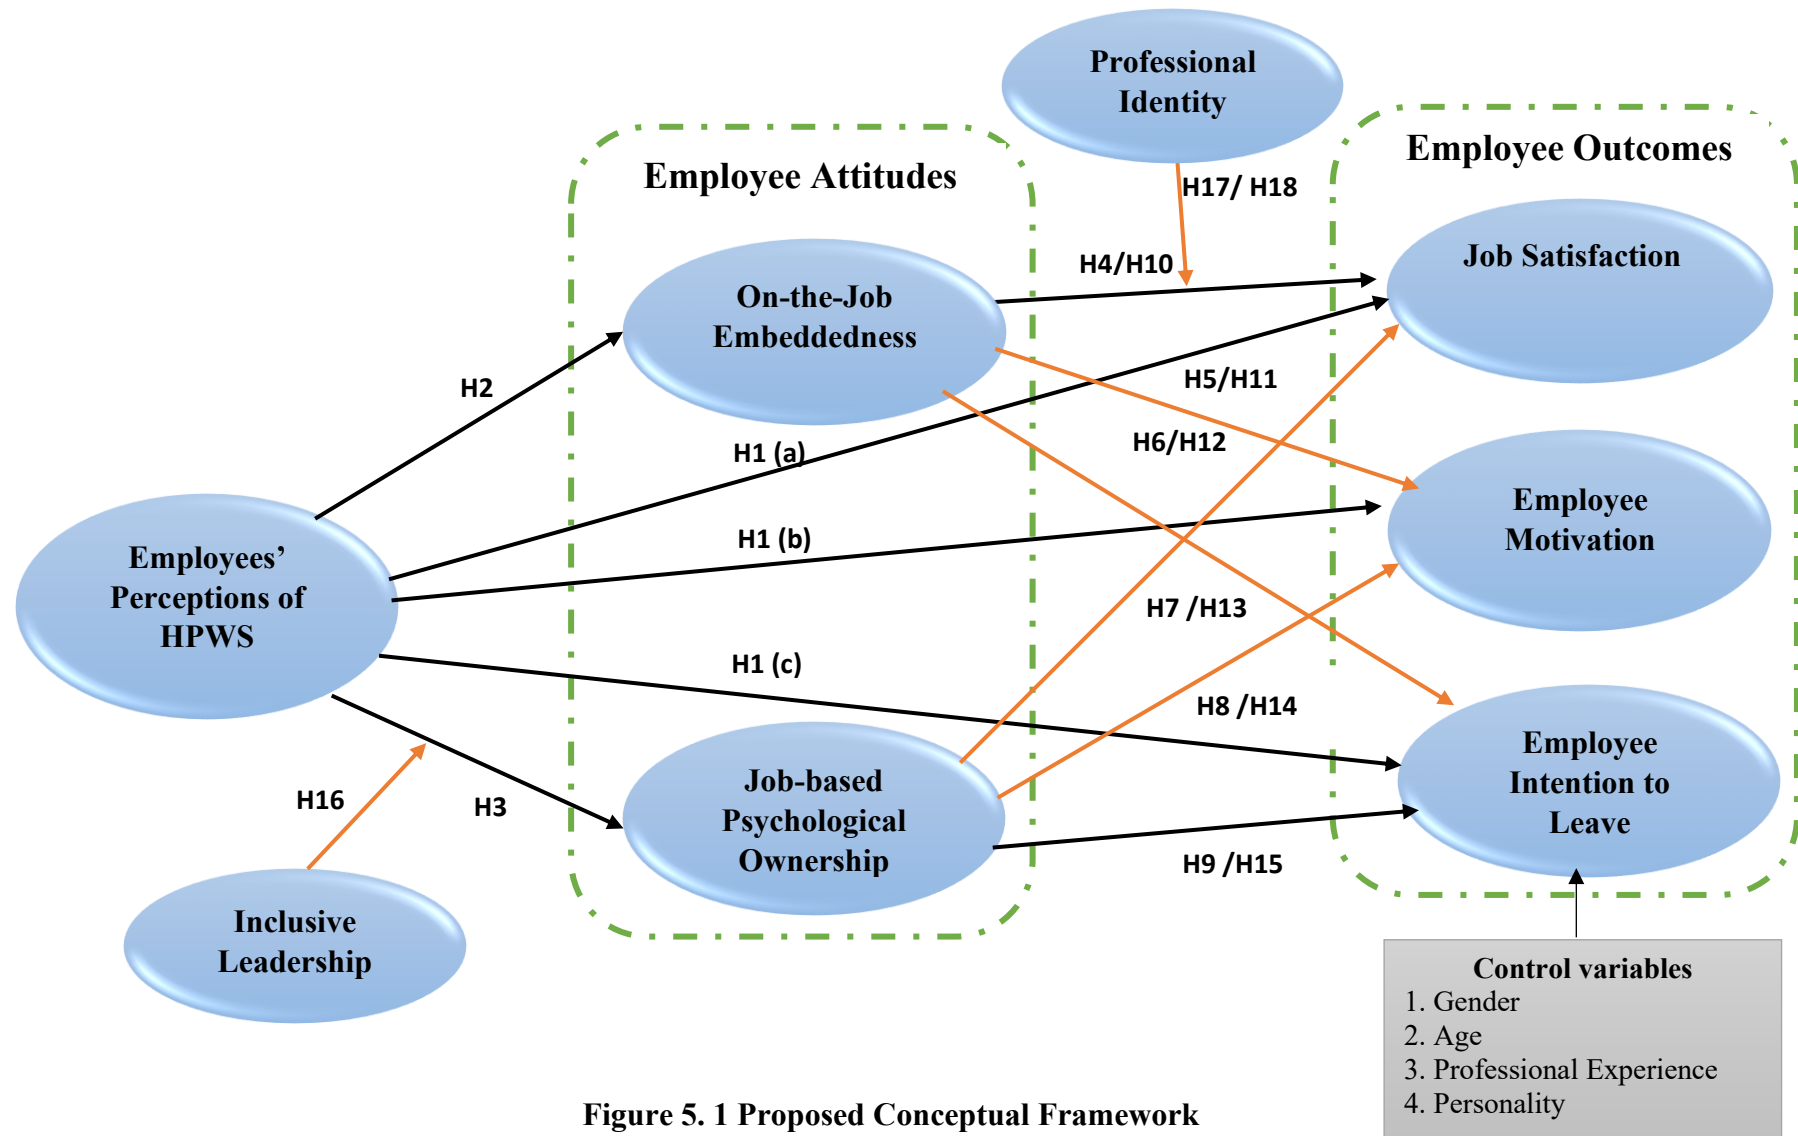 Professional
Identity
Employee Attitudes
Employee Outcomes
H17/ H18
H4/H10
Job Satisfaction
On-the-Job
Embeddedness
H2
H5/H11
H6/H12
H1 (a)
Employee
Motivation
H1 (b)
Employees’
Perceptions of
HPWS
H7 /H13
H1 (c)
H8 /H14
Employee
Intention to
Leave
Job-based
Psychological
Ownership
H16
H3
H9 /H15
Inclusive
Leadership
Control variables
1. Gender
2. Age
3. Professional Experience
4. Personality
Figure 5. 1 Proposed Conceptual Framework